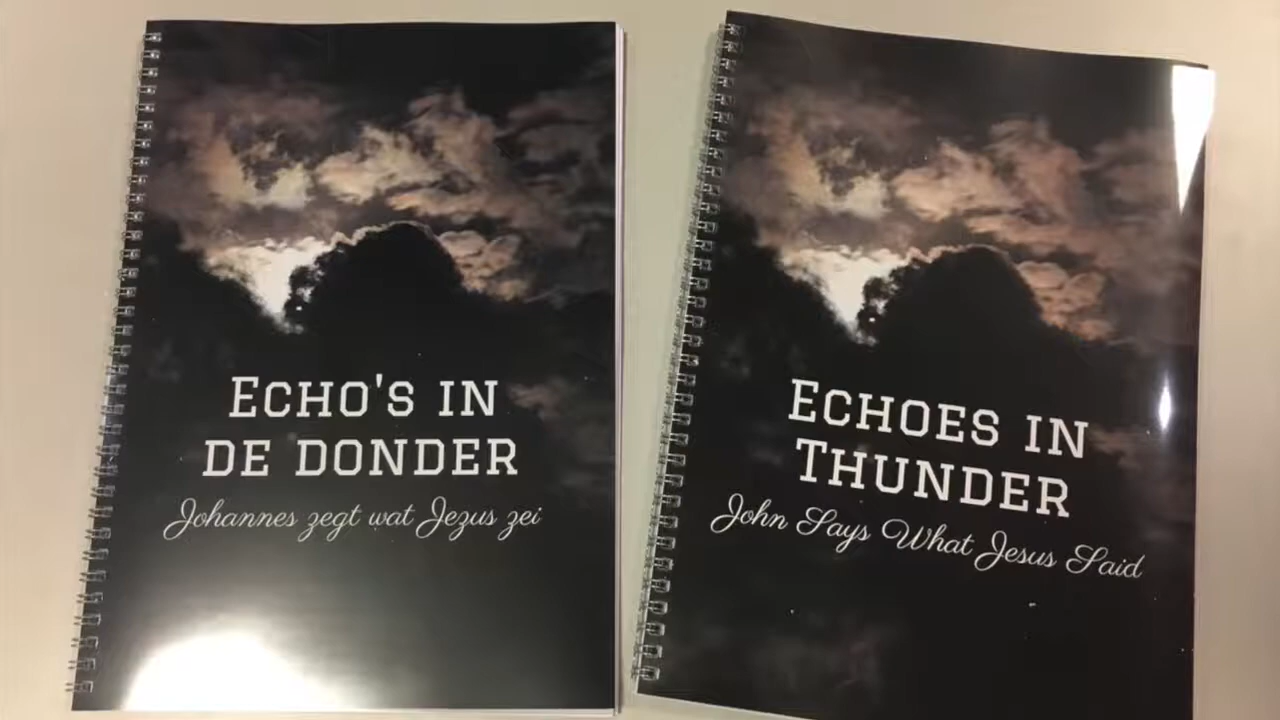 Echo's in
de donder
Johannes zegt wat Jezus zei
Echoes in
Thunder
John Says What Jesus Said